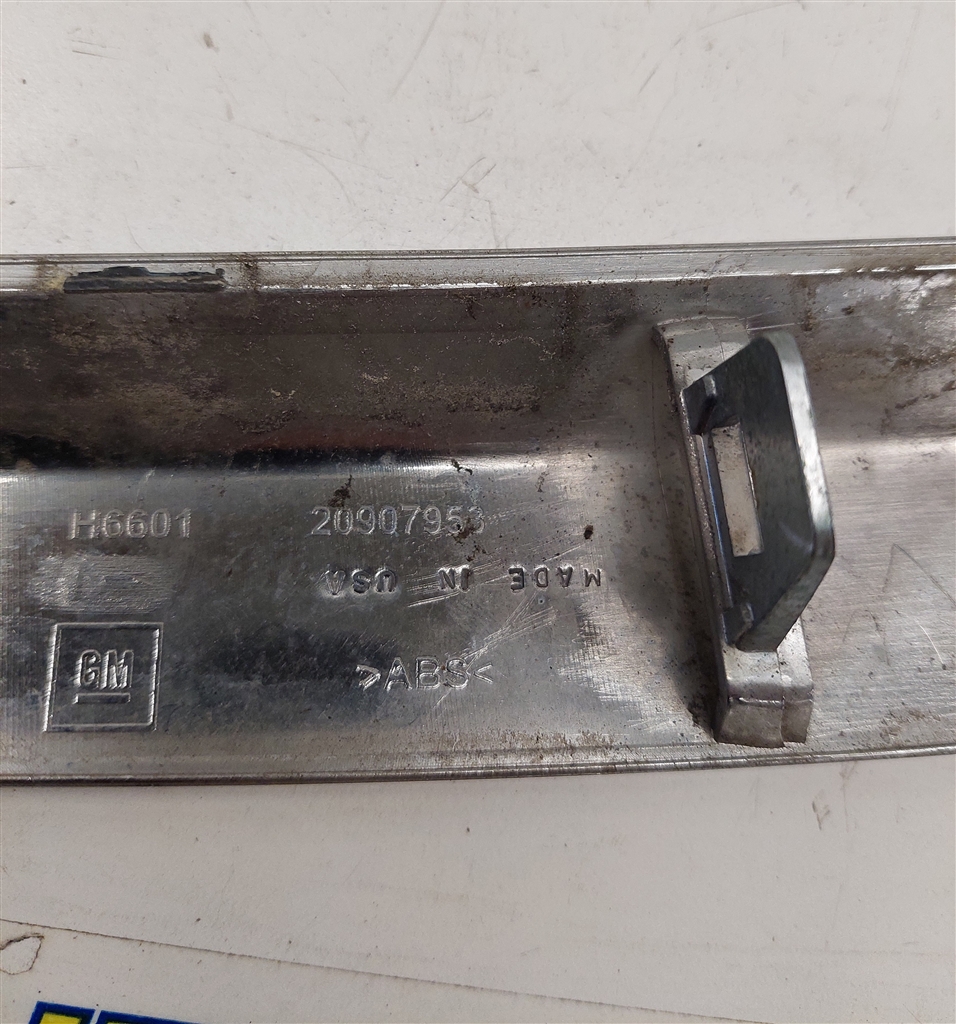 H6601 20907953
MADE IN USA
GM
>ABS<